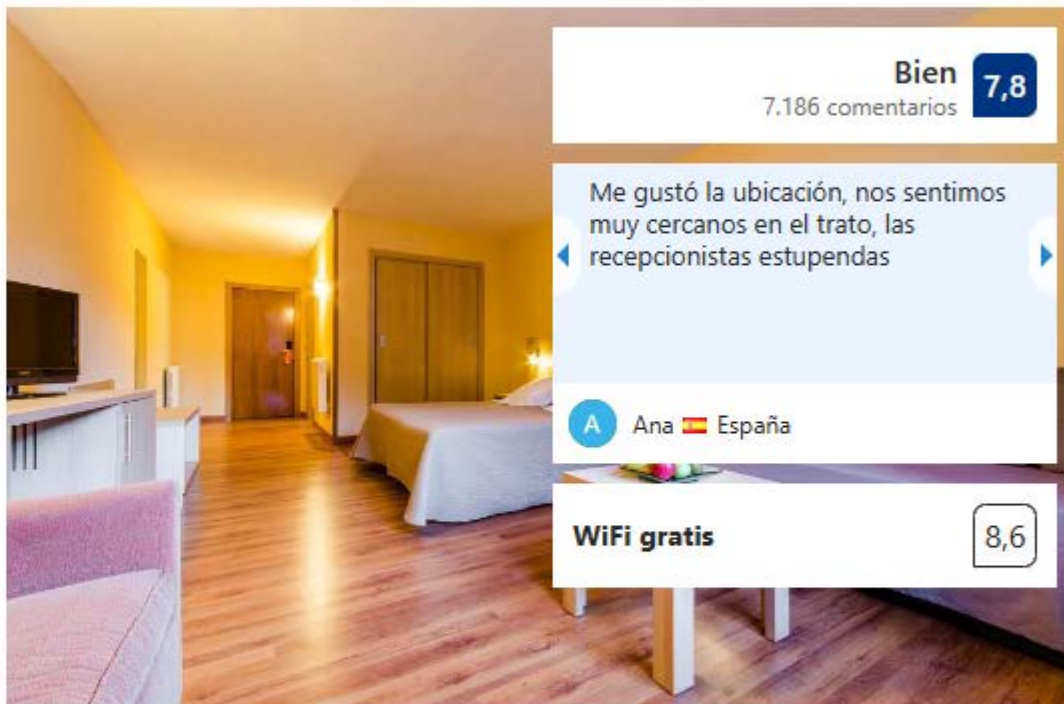 Bien
7,8
7.186 comentarios
Me gustó la ubicación, nos sentimos
muy cercanos en el trato, las
recepcionistas estupendas
A
Ana España
WiFi gratis
8,6